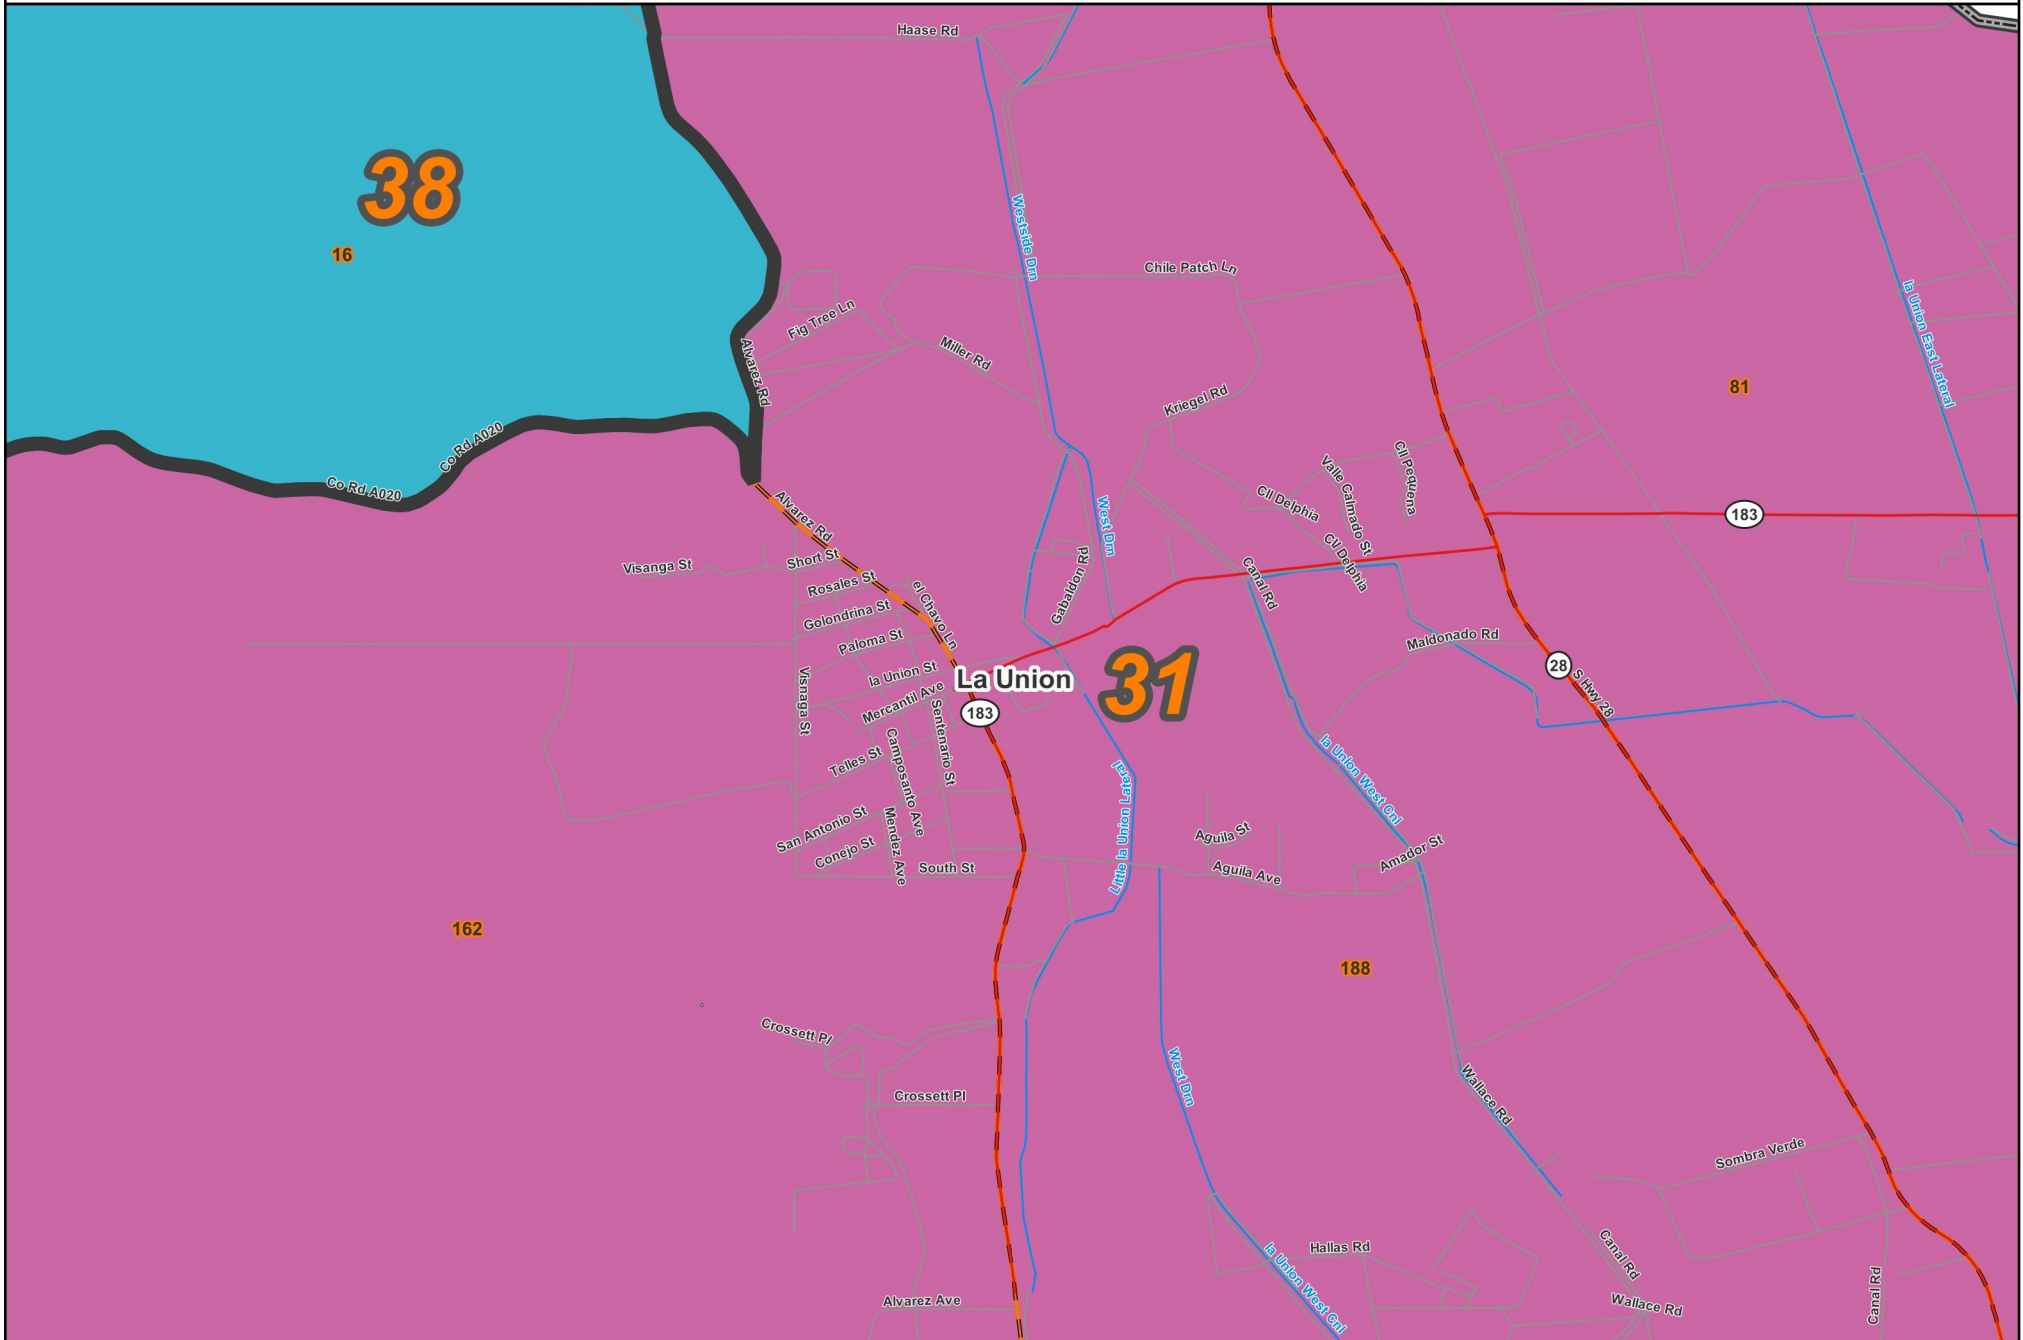 Haase Rd
38
16
Westside Drn
Chile Patch Ln
la Union East Lateral
Fig Tree Ln
Miller Rd
Alvarez Rd
81
Kriegel Rd
Co Rd A020
Co Rd A020
Cll Pequena
Valle Calmado St
Cll Delphia
Cll Delphia
183
Alvarez Rd
West Drn
Visanga St
Short St
Rosales St
Golondrina St
Paloma St
el Chavo Ln
Gabaldon Rd
Canal Rd
Maldonado Rd
28
S Hwy 28
la Union St
La Union
31
Mercantil Ave
183
Visnaga St
Sentenario St
Camposanto Ave
Telles St
la Union West Cnl
Little la Union Lateral
San Antonio St
Conejo St
Mendez Ave
South St
Aguila St
Aguila Ave
Amador St
162
188
Crossett Pl
Crossett Pl
West Drn
Wallace Rd
Sombra Verde
Hallas Rd
Canal Rd
la Union West Cnl
Canal Rd
Wallace Rd
Alvarez Ave